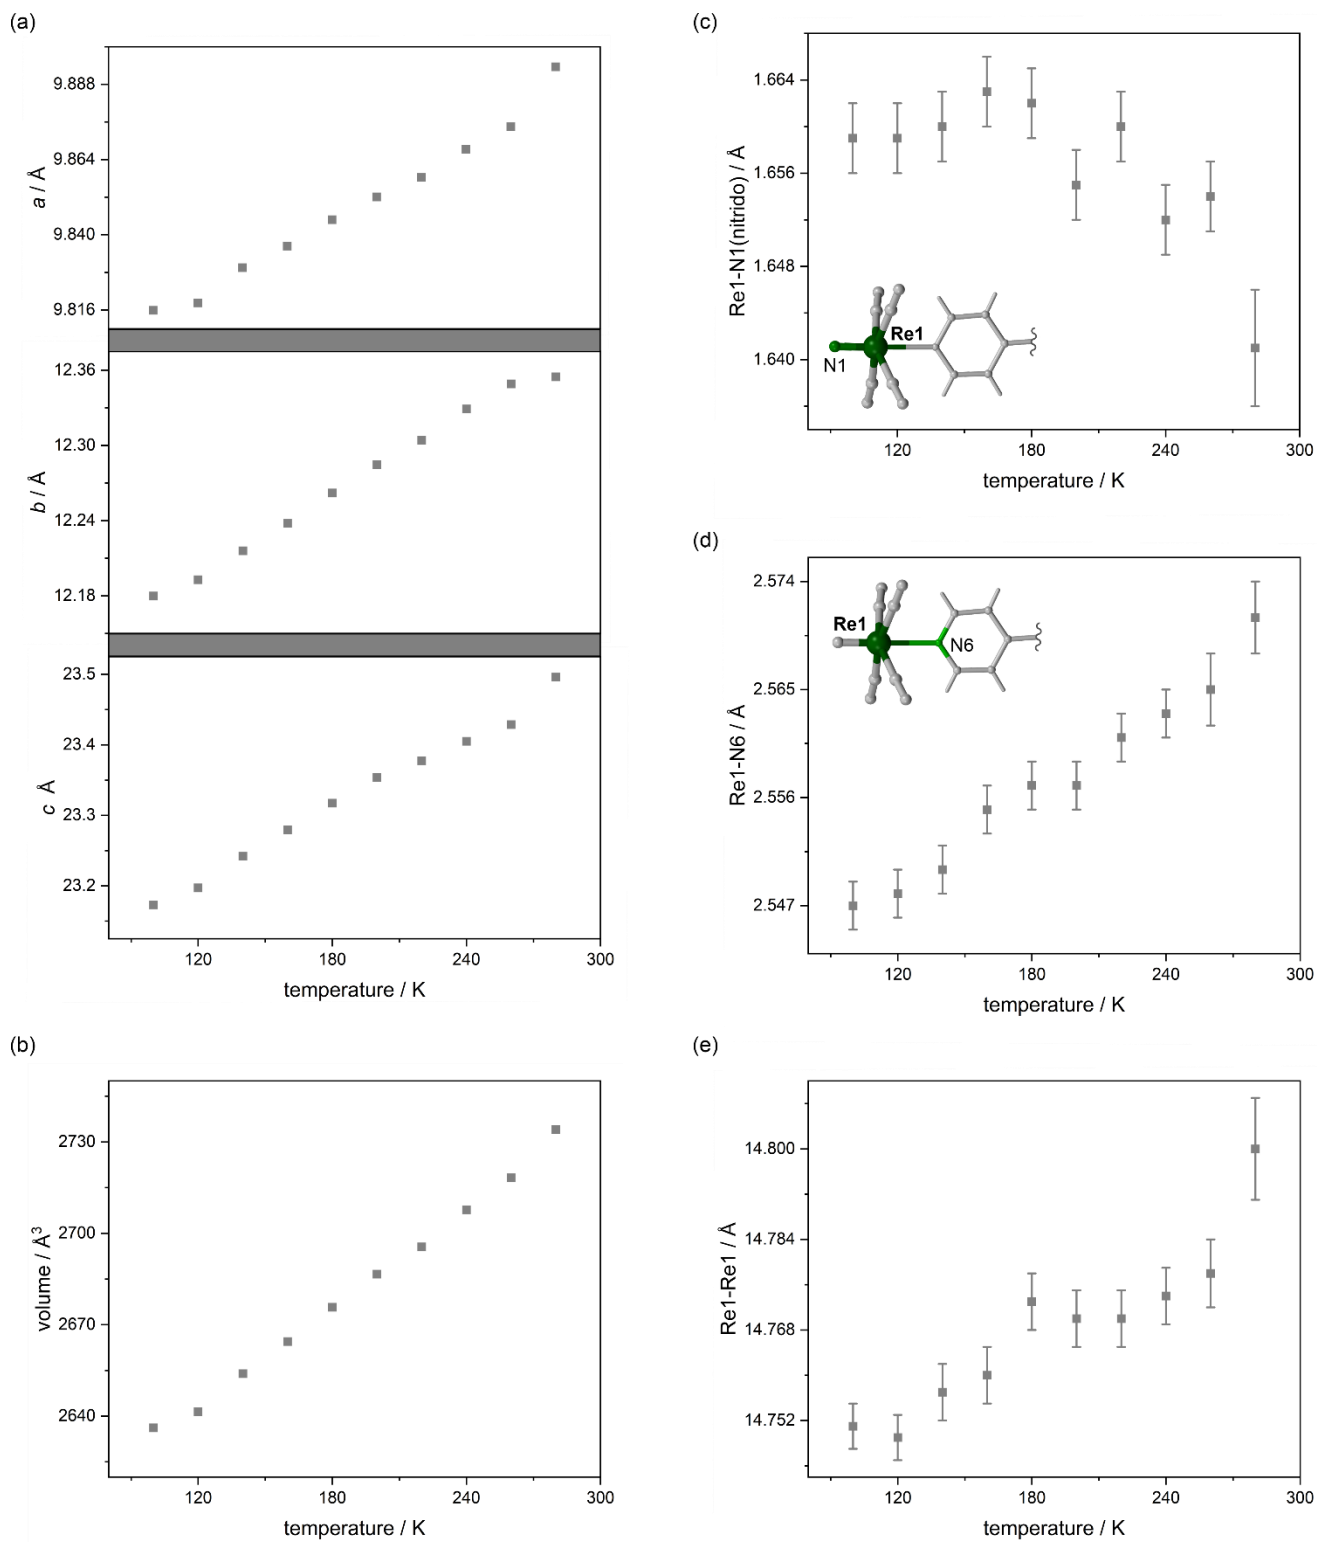 (a)
9.888
9.864
9.840
9.816
a / Å
12.36
12.30
12.24
12.18
b / Å
23.5
23.4
23.3
23.2
c Å
120 180 240 300
temperature / K
(b)
2730
2700
2670
2640
volume / Å³
120 180 240 300
temperature / K
(c)
1.664
1.656
1.648
1.640
Re1-N1(nitrido) / Å
Re1
N1
120 180 240 300
temperature / K
(d)
2.574
2.565
2.556
2.547
Re1-N6 / Å
Re1
N6
120 180 240 300
temperature / K
(e)
14.800
14.784
14.768
14.752
Re1-Re1 / Å
120 180 240 300
temperature / K